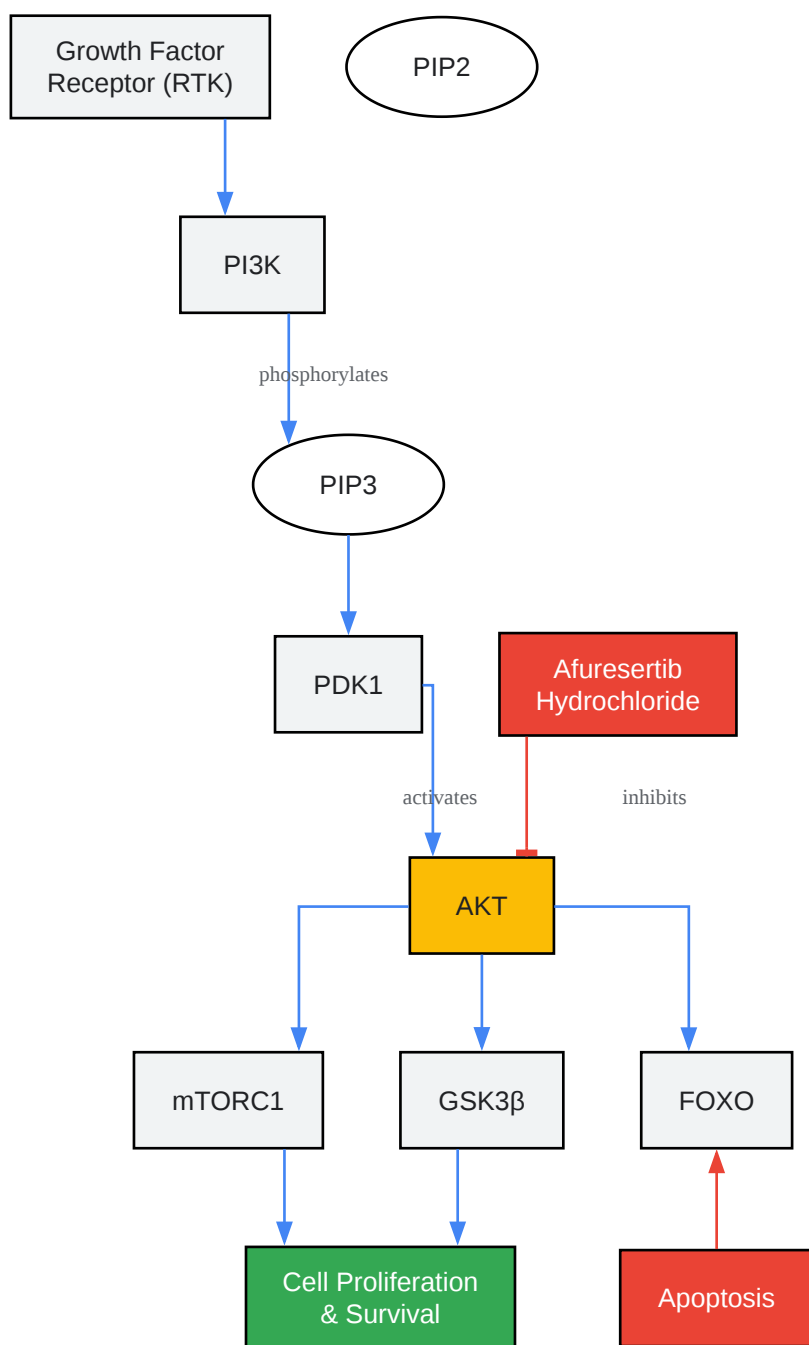 Growth Factor
Receptor (RTK)
PIP2
PI3K
phosphorylates
PIP3
PDK1
Afuresertib
Hydrochloride
activates
inhibits
AKT
mTORC1
GSK3β
FOXO
Cell Proliferation
& Survival
Apoptosis